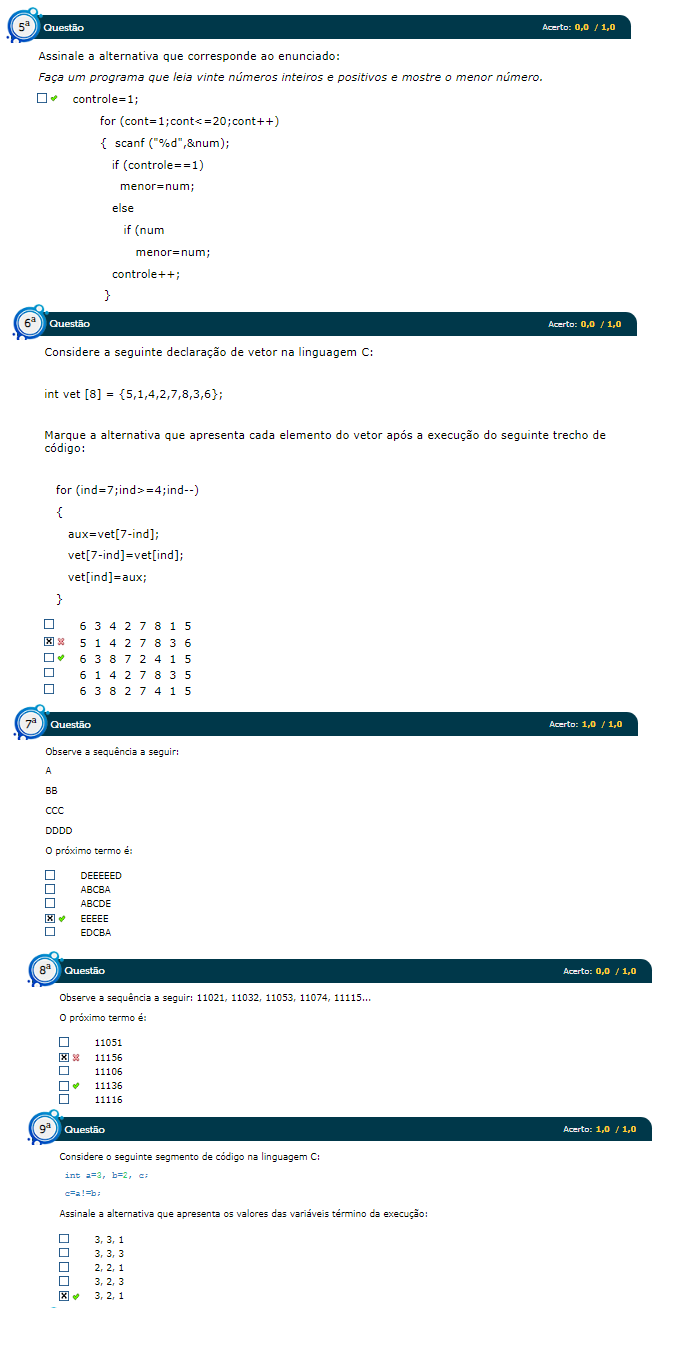 5ª Questão Acerto: 0,0 / 1,0
Assinale a alternativa que corresponde ao enunciado:
Faça um programa que leia vinte números inteiros e positivos e mostre o menor número.
controle=1;
for (cont=1;cont<=20;cont++)
{ scanf ("%d",&num);
if (controle==1)
menor=num;
else
if (num
menor=num;
controle++;
}
6ª Questão Acerto: 0,0 / 1,0
Considere a seguinte declaração de vetor na linguagem C:
int vet [8] = {5,1,4,2,7,8,3,6};
Marque a alternativa que apresenta cada elemento do vetor após a execução do seguinte trecho de
código:
for (ind=7;ind>=4;ind--)
{
aux=vet[7-ind];
vet[7-ind]=vet[ind];
vet[ind]=aux;
}
6 3 4 2 7 8 1 5
5 1 4 2 7 8 3 6
6 3 8 7 2 4 1 5
6 1 4 2 7 8 3 5
6 3 8 2 7 4 1 5
7ª Questão Acerto: 1,0 / 1,0
Observe a sequência a seguir:
A
BB
CCC
DDDD
O próximo termo é:
DEEEEED
ABCBA
ABCDE
EEEEE
EDCBA
8ª Questão Acerto: 0,0 / 1,0
Observe a sequência a seguir: 11021, 11032, 11053, 11074, 11115...
O próximo termo é:
11051
11156
11106
11136
11116
9ª Questão Acerto: 1,0 / 1,0
Considere o seguinte segmento de código na linguagem C:
int a=3, b=2, c;
c=a!=b;
Assinale a alternativa que apresenta os valores das variáveis término da execução:
3, 3, 1
3, 3, 3
2, 2, 1
3, 2, 3
3, 2, 1